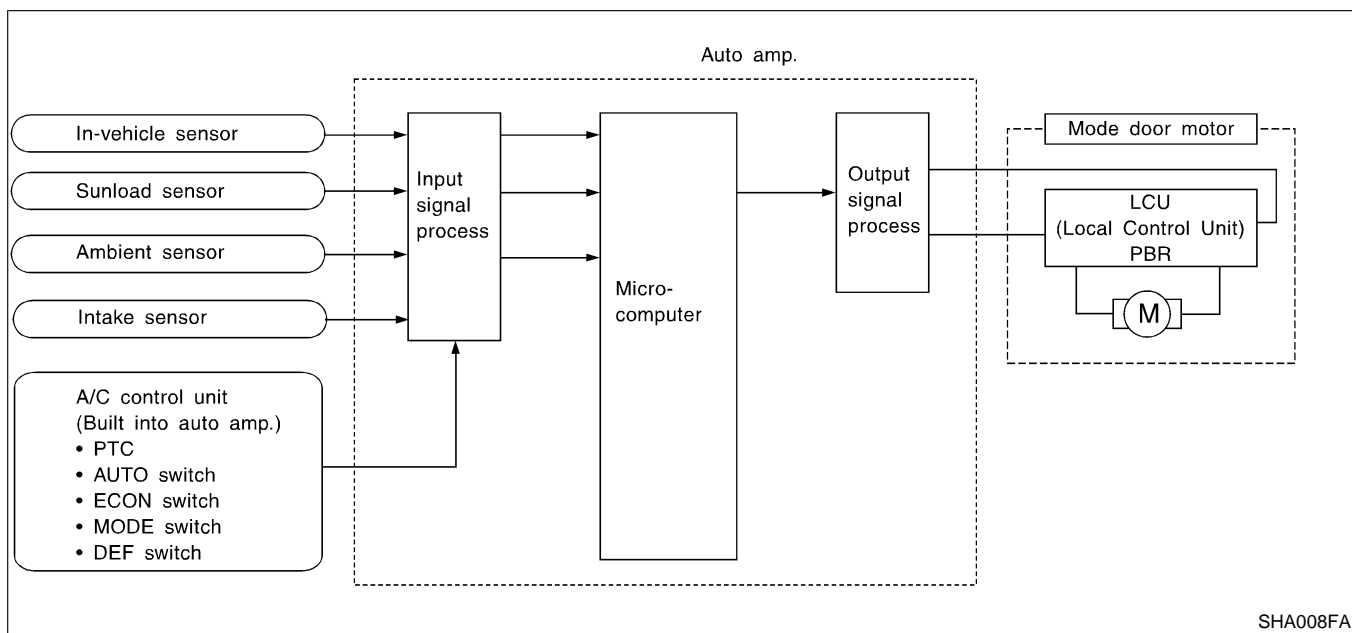 Auto amp.
In-vehicle sensor
Sunload sensor
Ambient sensor
Intake sensor
A/C control unit
(Built into auto amp.)
• PTC
• AUTO switch
• ECON switch
• MODE switch
• DEF switch
Input
signal
process
Micro-
computer
Output
signal
process
Mode door motor
LCU
(Local Control Unit)
PBR
M
SHA008FA